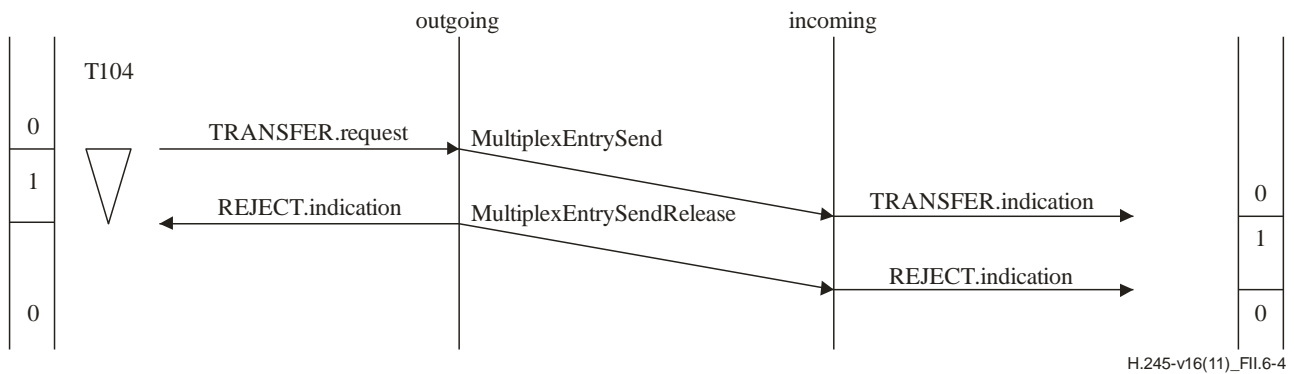 outgoing
incoming
T104
0
TRANSFER.request
MultiplexEntrySend
1
0
REJECT.indication
MultiplexEntrySendRelease
TRANSFER.indication
1
REJECT.indication
0
0
H.245-v16(11)_FII.6-4